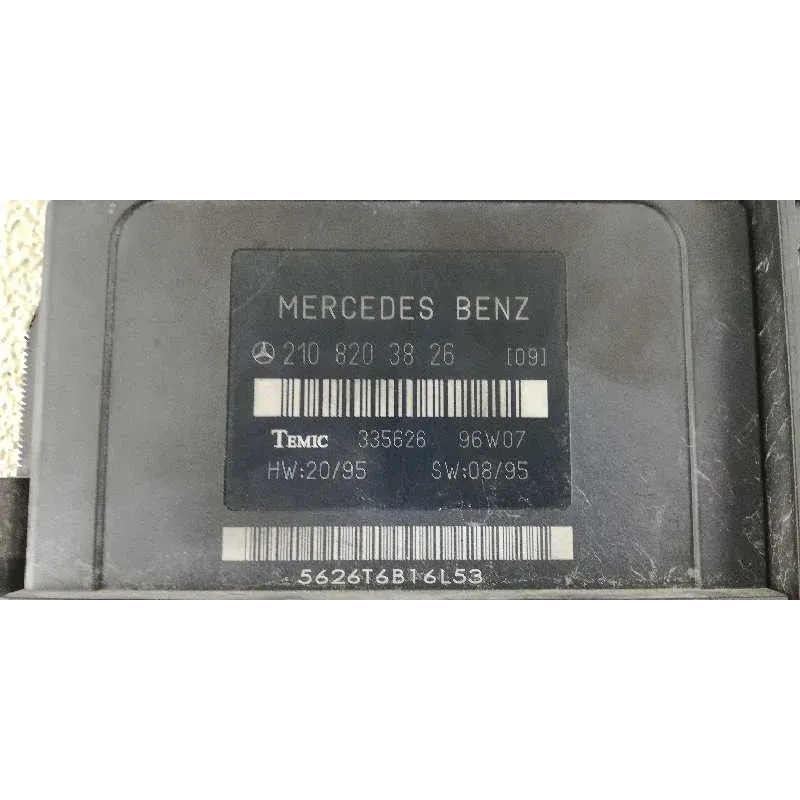 MERCEDES BENZ
210 820 38 26 [09]
TEMIC 335626 96W07
HW:20/95 SW:08/95
5626T6B16L53